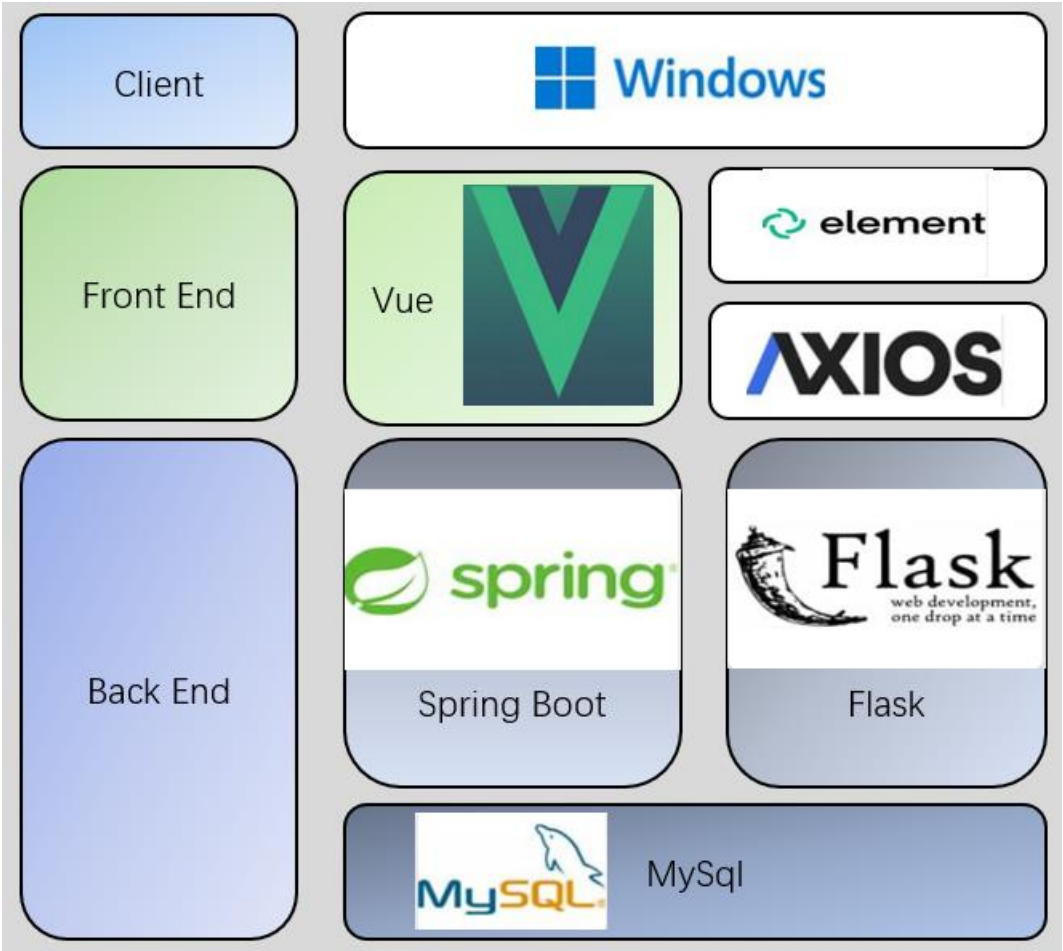 Client
Windows
Front End
Vue
element
AXIOS
Back End
spring
Spring Boot
Flask
web development,
one drop at a time
Flask
MySQL
MySql